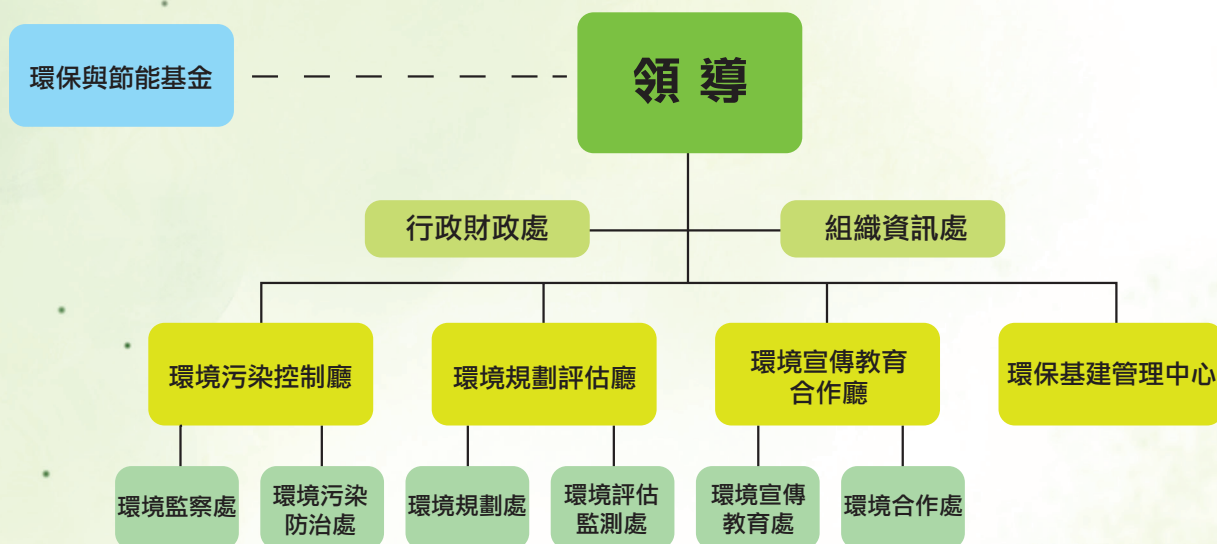 環保與節能基金
領導
行政財政處
組織資訊處
環境污染控制廳
環境規劃評估廳
環境宣傳教育
合作廳
環保基建管理中心
環境監察處
環境污染
防治處
環境規劃處
環境評估
監測處
環境宣傳
教育處
環境合作處